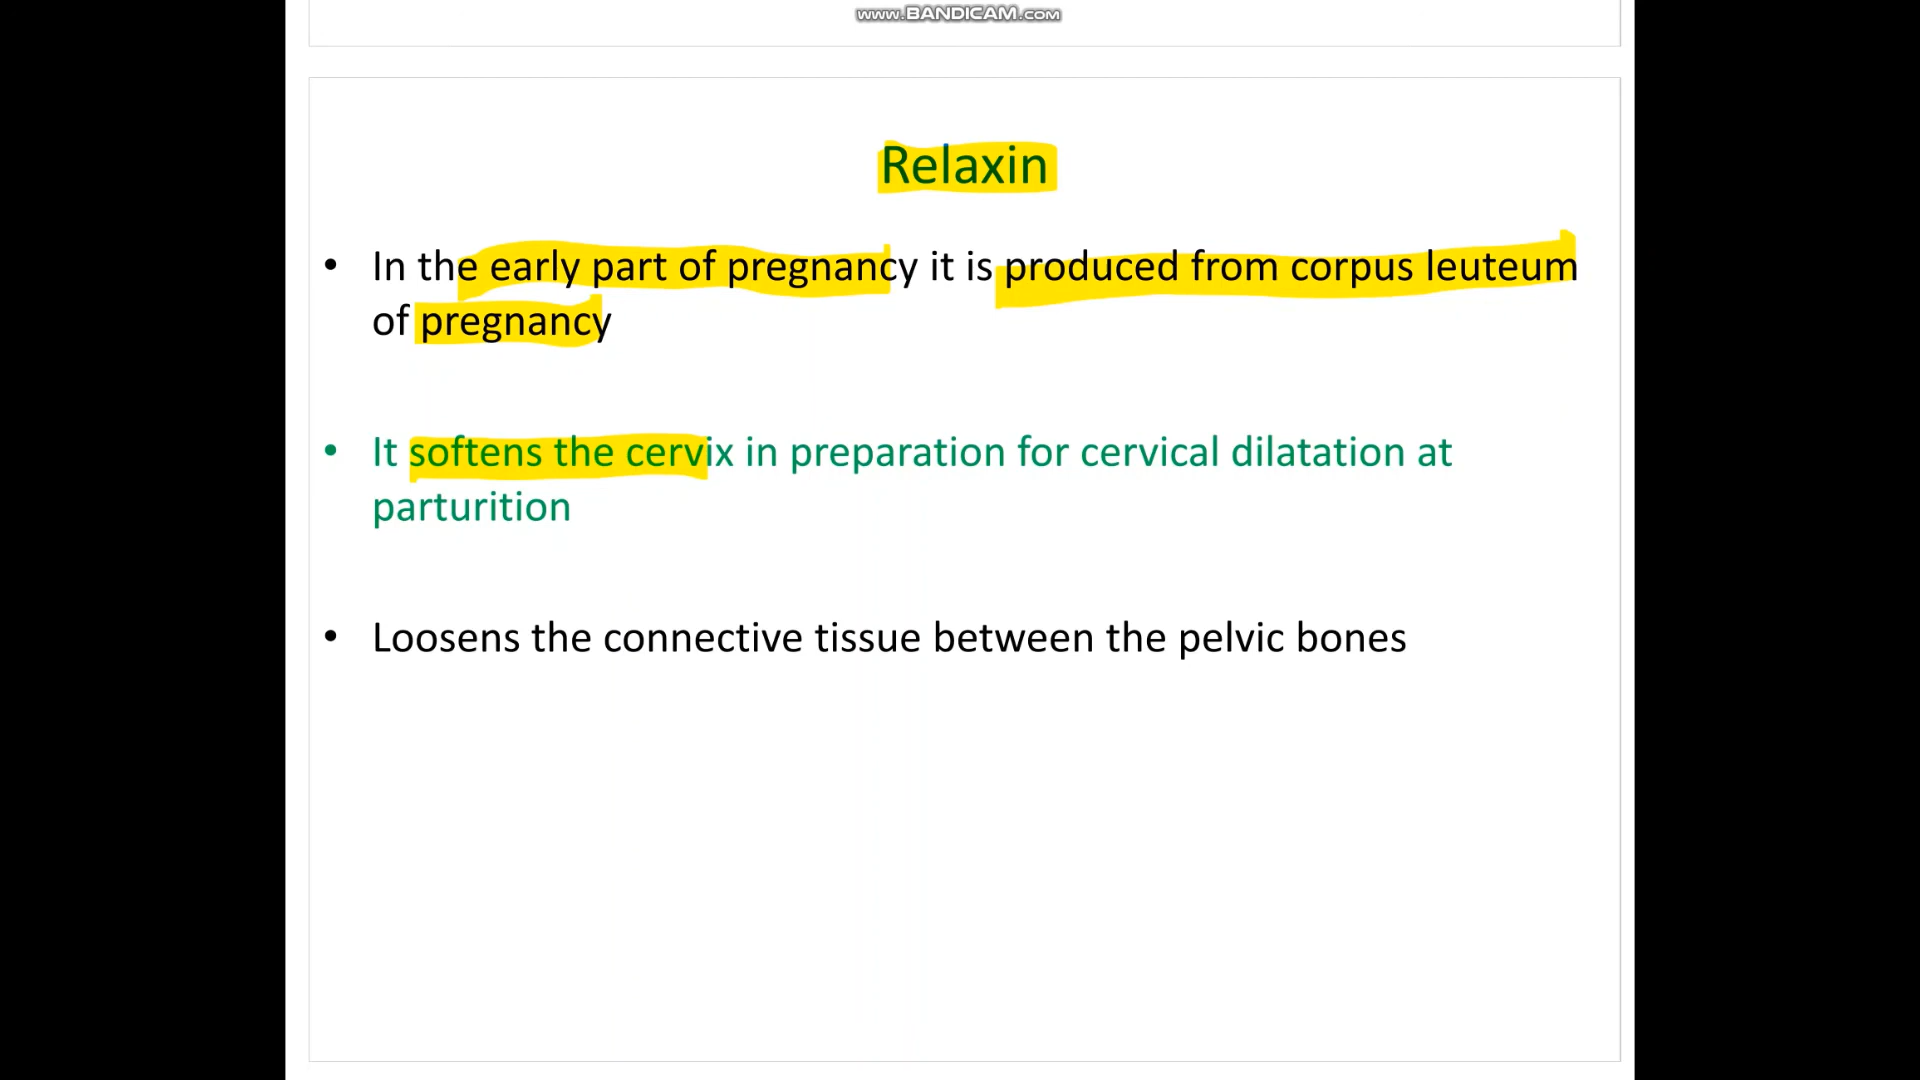 www.BANDICAM.com
Relaxin
• In the early part of pregnancy it is produced from corpus leuteum
of pregnancy
• It softens the cervix in preparation for cervical dilatation at
parturition
• Loosens the connective tissue between the pelvic bones